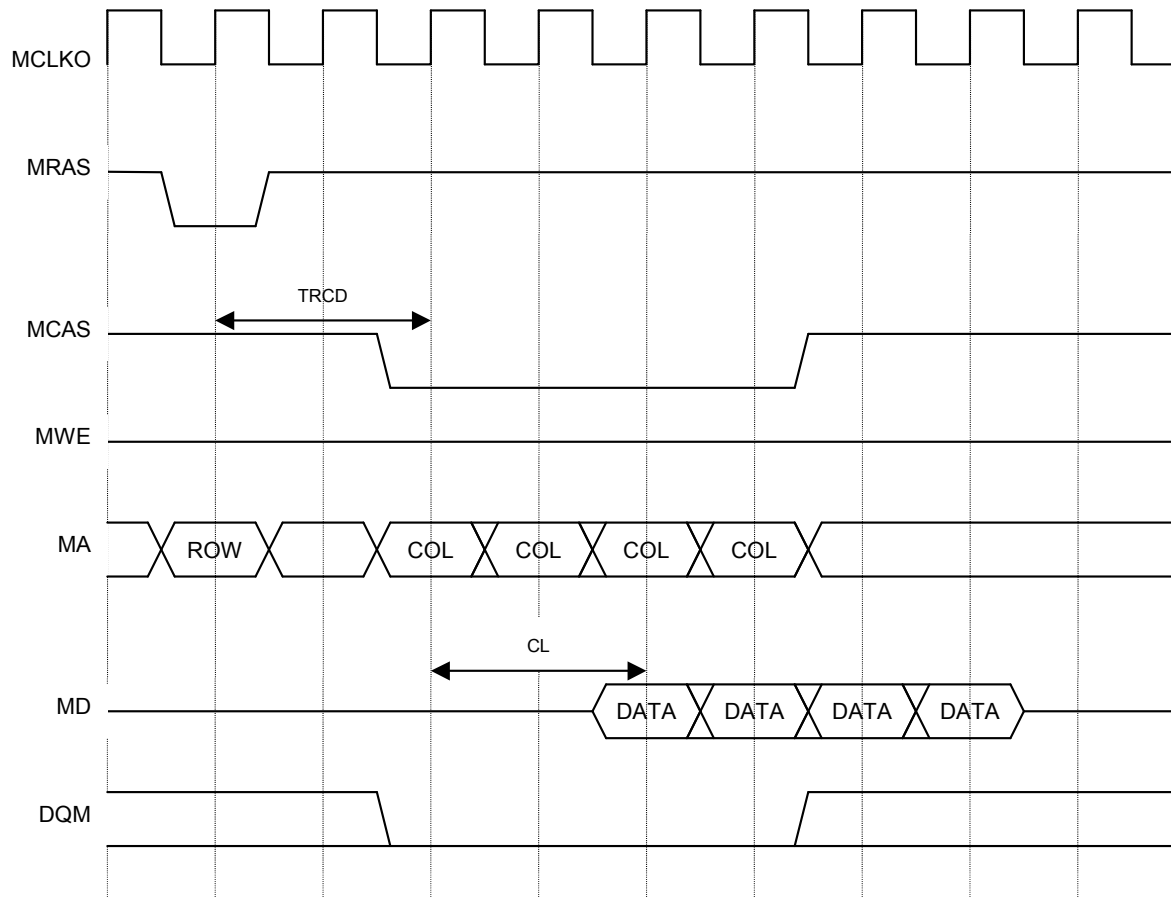 MCLKO
MRAS
TRCD
MCAS
MWE
MA ROW COL COL COL COL
CL
MD DATA DATA DATA DATA
DQM